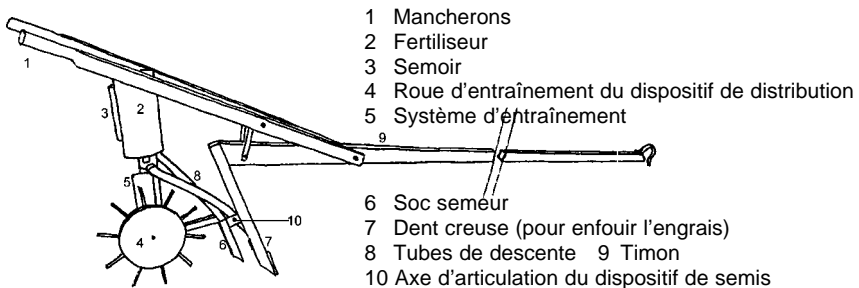 1 Mancherons
2 Fertiliseur
3 Semoir
4 Roue d'entraînement du dispositif de distribution
5 Système d'entraînement
6 Soc semeur
7 Dent creuse (pour enfouir l'engrais)
8 Tubes de descente 9 Timon
10 Axe d'articulation du dispositif de semis
1
2
3
9
8
5
10
4
6
7